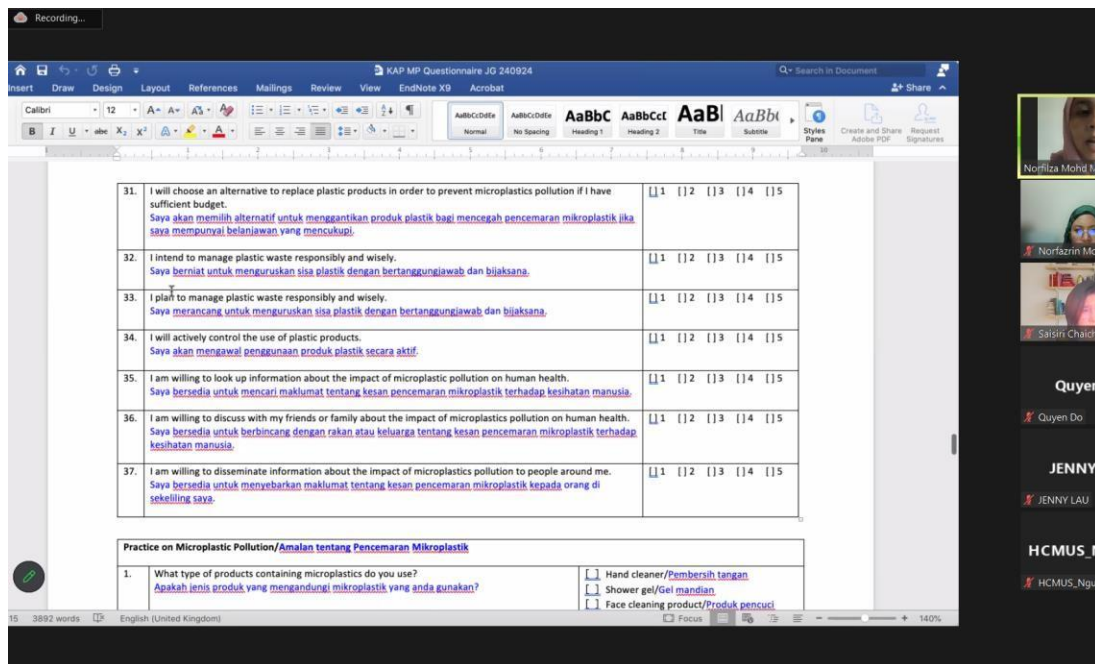 Recording...
KAP MP Questionnaire JG 240924
Search in Document
Insert Draw Design Layout References Mailings Review View EndNote X9 Acrobat
Share
Calibri 12
AaBbCcDdEe AaBbCcDdEe AaBbC AaBbCcE AaBl AaBb(
Normal No Spacing Heading 1 Heading 2 Title Subtitle
Styles Pane
Create and Share Adobe PDF
Request Signatures
31. I will choose an alternative to replace plastic products in order to prevent microplastics pollution if I have [ ] 1 [ ] 2 [ ] 3 [ ] 4 [ ] 5
sufficient budget.
Saya akan memilih alternatif untuk menggantikan produk plastik bagi mencegah pencemaran mikroplastik jika
saya mempunyai belanjawan yang mencukupi.
32. I intend to manage plastic waste responsibly and wisely. [ ] 1 [ ] 2 [ ] 3 [ ] 4 [ ] 5
Saya berniat untuk menguruskan sisa plastik dengan bertanggungjawab dan bijaksana.
33. I plan to manage plastic waste responsibly and wisely. [ ] 1 [ ] 2 [ ] 3 [ ] 4 [ ] 5
Saya merancang untuk menguruskan sisa plastik dengan bertanggungjawab dan bijaksana.
34. I will actively control the use of plastic products. [ ] 1 [ ] 2 [ ] 3 [ ] 4 [ ] 5
Saya akan mengawal penggunaan produk plastik secara aktif.
35. I am willing to look up information about the impact of microplastic pollution on human health. [ ] 1 [ ] 2 [ ] 3 [ ] 4 [ ] 5
Saya bersedia untuk mencari maklumat tentang kesan pencemaran mikroplastik terhadap kesihatan manusia.
36. I am willing to discuss with my friends or family about the impact of microplastics pollution on human health. [ ] 1 [ ] 2 [ ] 3 [ ] 4 [ ] 5
Saya bersedia untuk berbincang dengan rakan atau keluarga tentang kesan pencemaran mikroplastik terhadap
kesihatan manusia.
37. I am willing to disseminate information about the impact of microplastics pollution to people around me. [ ] 1 [ ] 2 [ ] 3 [ ] 4 [ ] 5
Saya bersedia untuk menyebarkan maklumat tentang kesan pencemaran mikroplastik kepada orang di
sekeliling saya.
Practice on Microplastic Pollution/Amalan tentang Pencemaran Mikroplastik
1. What type of products containing microplastics do you use? [ ] Hand cleaner/Pembersih tangan
Apakah jenis produk yang mengandungi mikroplastik yang anda gunakan? [ ] Shower gel/Gel mandian
[ ] Face cleaning product/Produk pencuci
15 3892 words English (United Kingdom) Focus 140%
Norfilza Mohd M
Norfazrin Mo
Saisiri Chaich
Quyen
Quyen Do
JENNY
JENNY LAU
HCMUS_N
HCMUS_Ngu